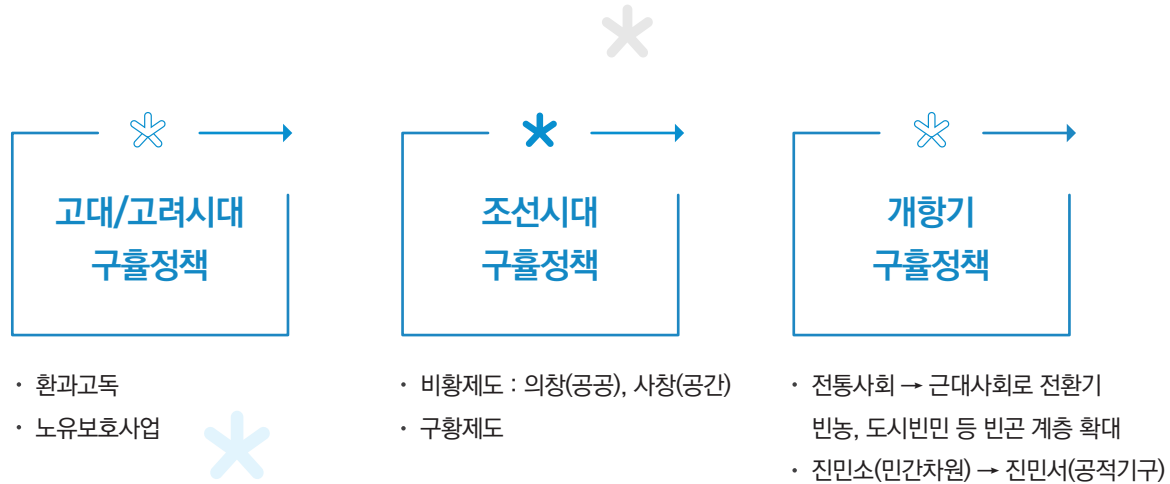 고대/고려시대
구휼정책
• 환과고독
• 노유보호사업
조선시대
구휼정책
• 비황제도 : 의창(공공), 사창(공간)
• 구황제도
개항기
구휼정책
• 전통사회 → 근대사회로 전환기
빈농, 도시빈민 등 빈곤 계층 확대
• 진민소(민간차원) → 진민서(공적기구)